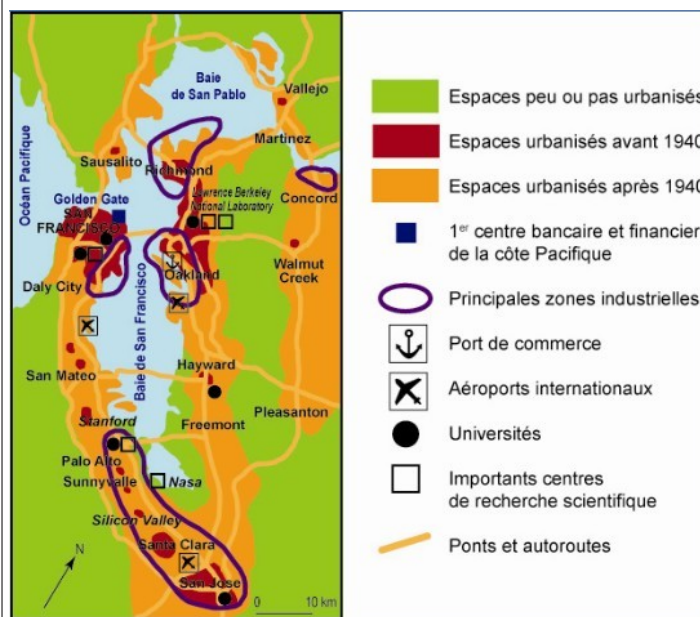 Baie
de San Pablo
Vallejo
Martinez
Océan Pacifique
Sausalito
Richmond
Lawrence Berkeley
National Laboratory
Concord
Golden Gate
SAN
FRANCISCO
Oakland
Walmut
Creek
Daly City
Baie de San Francisco
San Mateo
Hayward
Pleasanton
Stanford
Freemont
Palo Alto
Sunnyvalle
Nasa
Silicon Valley
Santa Clara
San Jose
N
0 10 km
Espaces peu ou pas urbanisés
Espaces urbanisés avant 1940
Espaces urbanisés après 1940
1er centre bancaire et financier
de la côte Pacifique
Principales zones industrielles
Port de commerce
Aéroports internationaux
Universités
Importants centres
de recherche scientifique
Ponts et autoroutes